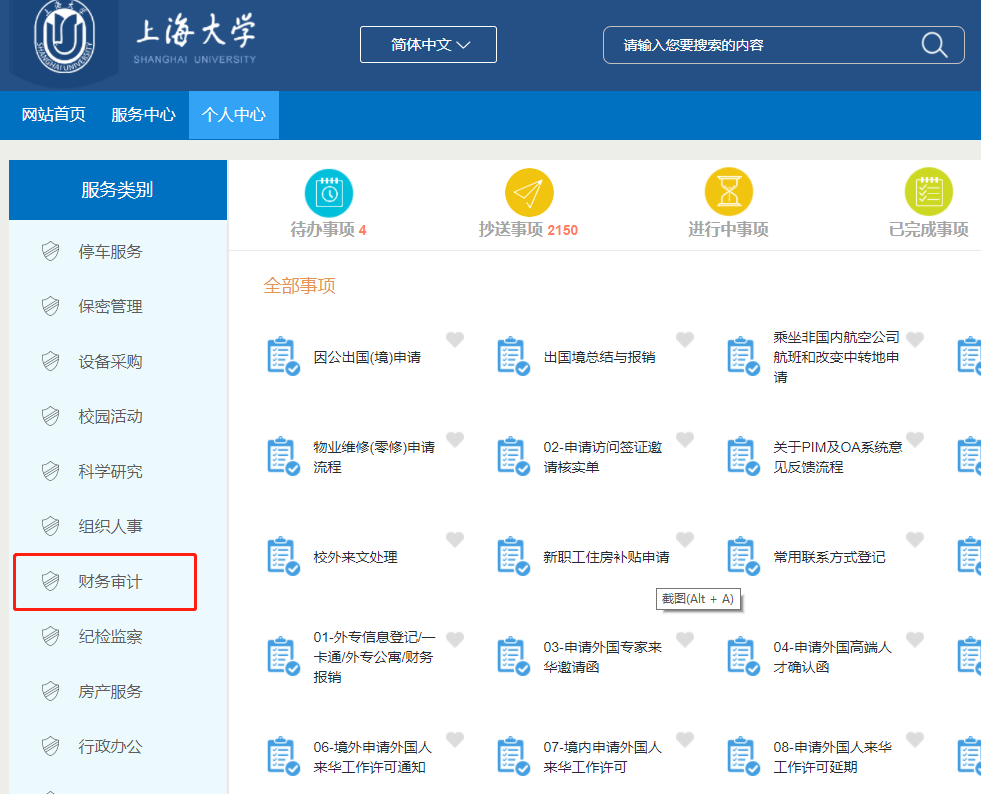 上海大学
SHANGHAI UNIVERSITY
SHANGHAI UNIVERSITY
简体中文
请输入您要搜索的内容
网站首页
服务中心
个人中心
服务类别
停车服务
保密管理
设备采购
校园活动
科学研究
组织人事
财务审计
纪检监察
房产服务
行政办公
待办事项 4
抄送事项 2150
进行中事项
已完成事项
全部事项
因公出国(境)申请
出国境总结与报销
乘坐非国内航空公司
航班和改变中转地申
请
物业维修(零修)申请
流程
02-申请访问签证邀
请核实单
关于PIM及OA系统意
见反馈流程
校外来文处理
新职工住房补贴申请
常用联系方式登记
截图(Alt + A)
01-外专信息登记/一
卡通/外专公寓/财务
报销
03-申请外国专家来
华邀请函
04-申请外国高端人
才确认函
06-境外申请外国人
来华工作许可通知
07-境内申请外国人
来华工作许可
08-申请外国人来华
工作许可延期